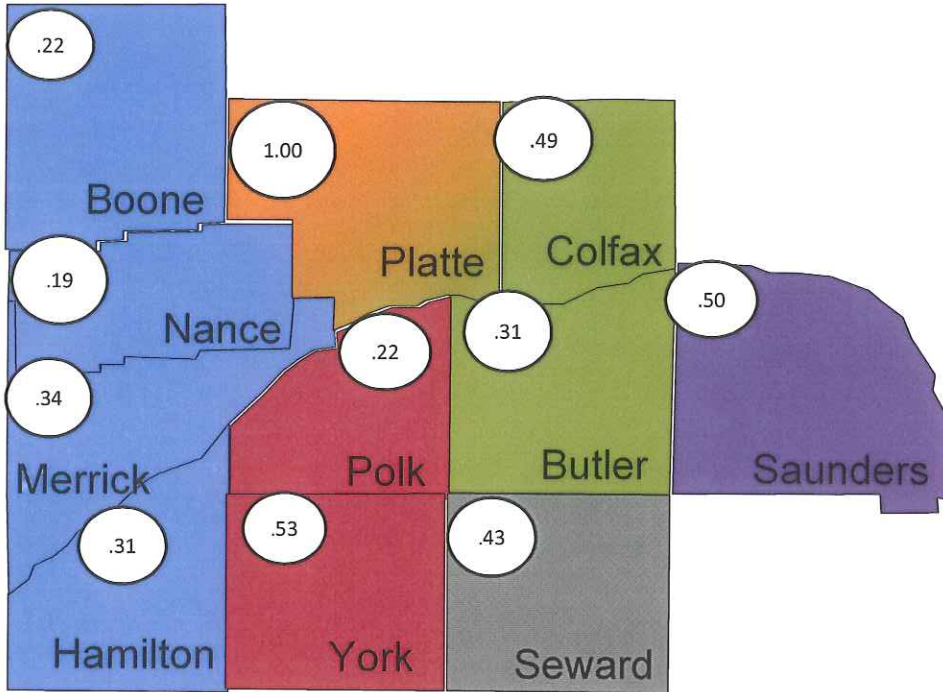 .22
Boone
1.00
Platte
.49
Colfax
.19
Nance
.22
Polk
.31
Butler
.50
Saunders
.34
Merrick
.31
Hamilton
.53
York
.43
Seward